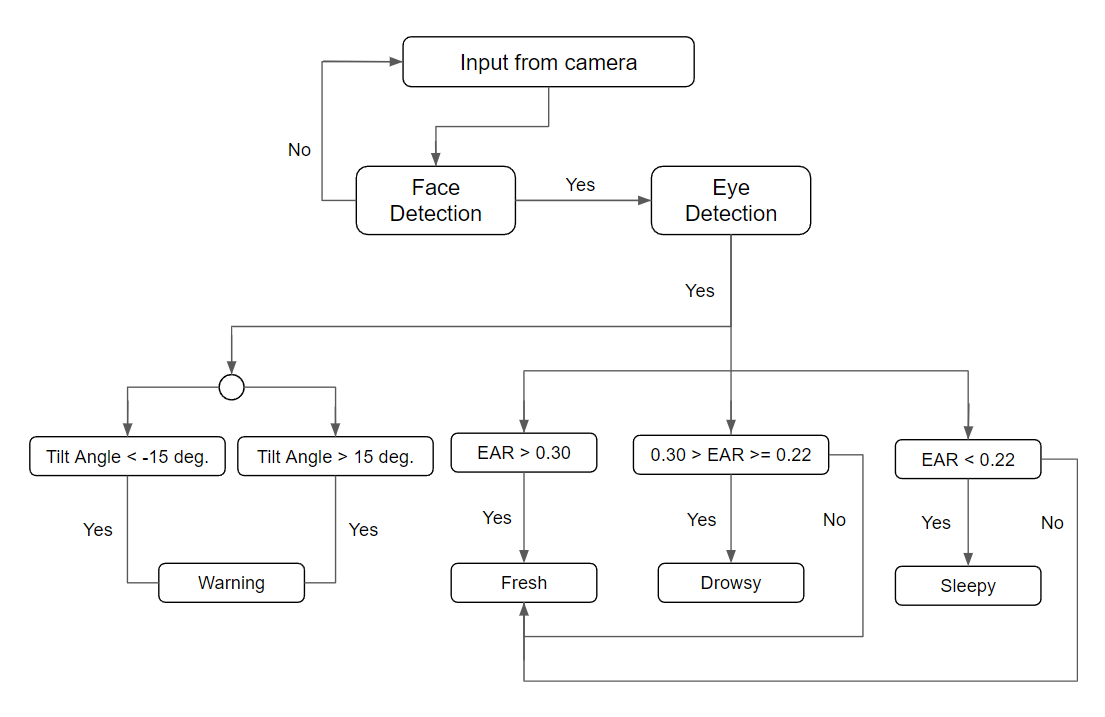 Input from camera
No
Face
Detection
Yes
Eye
Detection
Yes
Tilt Angle < -15 deg.
Tilt Angle > 15 deg.
EAR > 0.30
0.30 > EAR >= 0.22
EAR < 0.22
Yes
Yes
Yes
Yes
No
Yes
No
Warning
Fresh
Drowsy
Sleepy